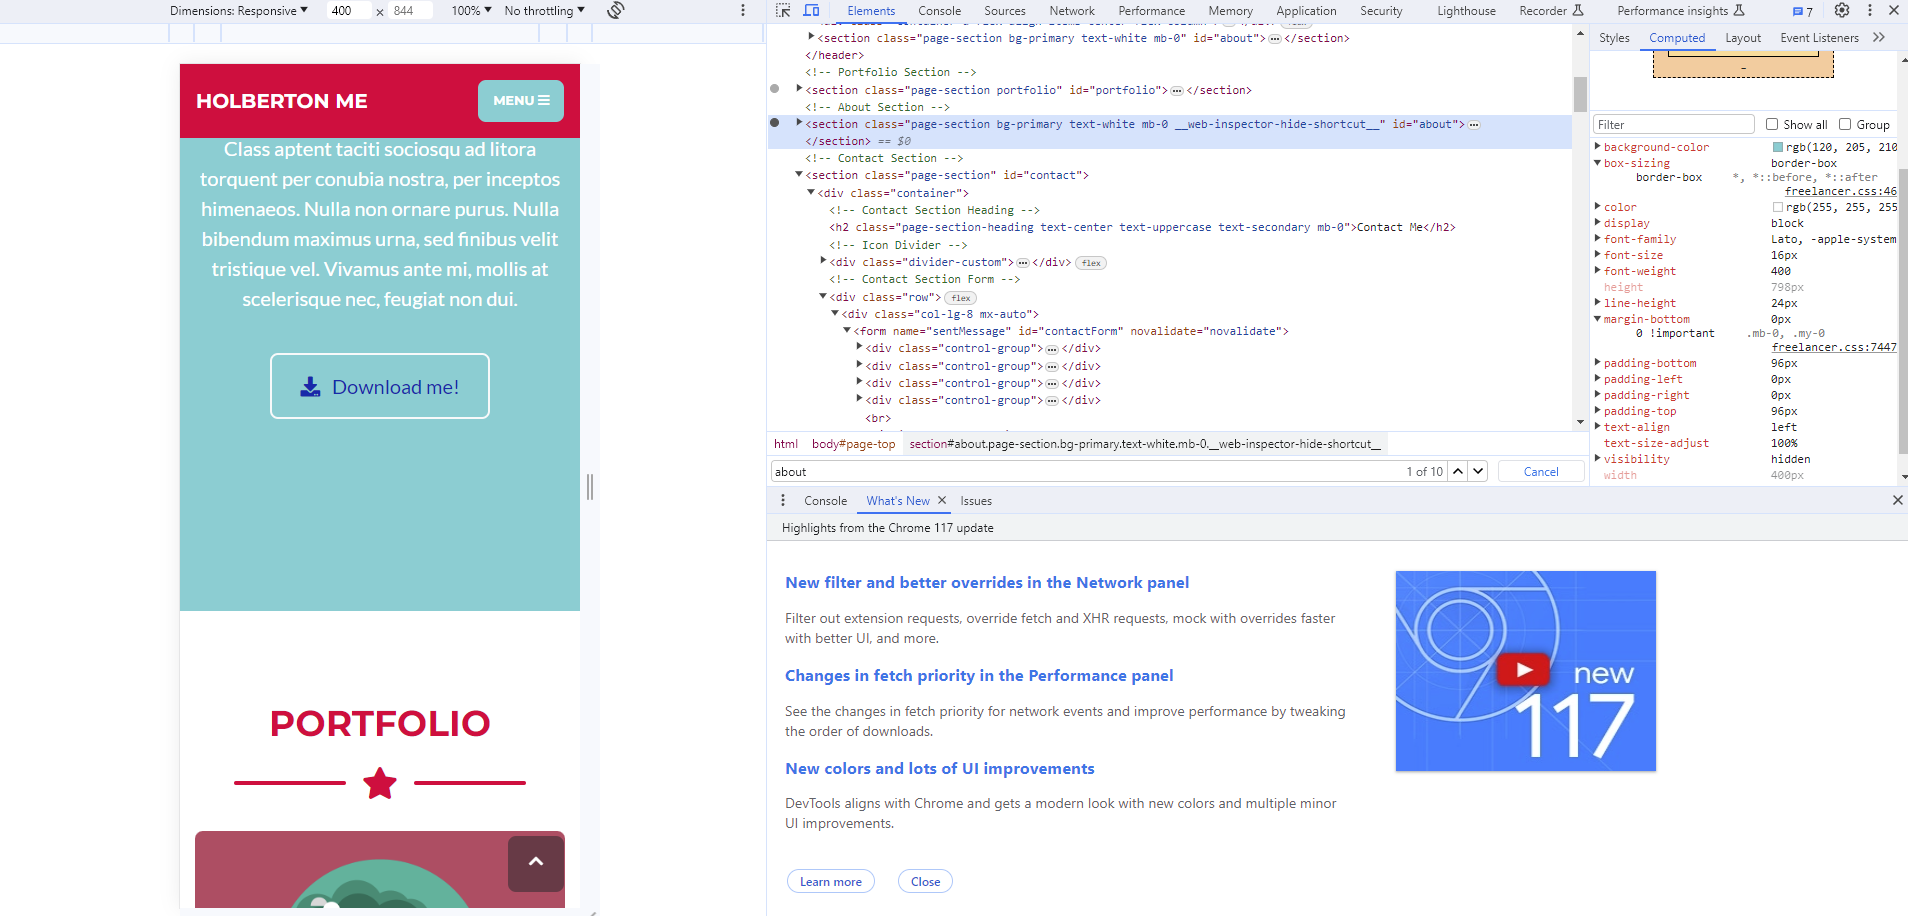 Dimensions: Responsive 400 × 844 100% No throttling
HOLBERTON ME
MENU
Class aptent taciti sociosqu ad litora
torquent per conubia nostra, per inceptos
himenaeos. Nulla non ornare purus. Nulla
bibendum maximus urna, sed finibus velit
tristique vel. Vivamus ante mi, mollis at
scelerisque nec, feugiat non dui.
Download me!
PORTFOLIO
Elements Console Sources Network Performance Memory Application Security Lighthouse Recorder Performance insights 7
<section class="page-section bg-primary text-white mb-0" id="about"> ⋯ </section>
</header>
<!-- Portfolio Section -->
<section class="page-section portfolio" id="portfolio"> ⋯ </section>
<!-- About Section -->
<section class="page-section bg-primary text-white mb-0 __web-inspector-hide-shortcut__" id="about"> ⋯
</section> == $0
<!-- Contact Section -->
<section class="page-section" id="contact">
<div class="container">
<!-- Contact Section Heading -->
<h2 class="page-section-heading text-center text-uppercase text-secondary mb-0">Contact Me</h2>
<!-- Icon Divider -->
<div class="divider-custom"> ⋯ </div> flex
<!-- Contact Section Form -->
<div class="row"> flex
<div class="col-lg-8 mx-auto">
<form name="sentMessage" id="contactForm" novalidate="novalidate">
<div class="control-group"> ⋯ </div>
<div class="control-group"> ⋯ </div>
<div class="control-group"> ⋯ </div>
<div class="control-group"> ⋯ </div>
<br>
html body#page-top section#about.page-section.bg-primary.text-white.mb-0.__web-inspector-hide-shortcut__
about 1 of 10 Cancel
Styles Computed Layout Event Listeners
-
Filter Show all Group
background-color rgb(120, 205, 210
box-sizing border-box
border-box *, *::before, *::after
freelancer.css:46
color rgb(255, 255, 255
display block
font-family Lato, -apple-system
font-size 16px
font-weight 400
height 798px
line-height 24px
margin-bottom 0px
0 !important .mb-0, .my-0
freelancer.css:7447
padding-bottom 96px
padding-left 0px
padding-right 0px
padding-top 96px
text-align left
text-size-adjust 100%
visibility hidden
width 400px
Console What's New Issues
Highlights from the Chrome 117 update
New filter and better overrides in the Network panel
Filter out extension requests, override fetch and XHR requests, mock with overrides faster
with better UI, and more.
Changes in fetch priority in the Performance panel
See the changes in fetch priority for network events and improve performance by tweaking
the order of downloads.
New colors and lots of UI improvements
DevTools aligns with Chrome and gets a modern look with new colors and multiple minor
UI improvements.
Learn more Close
new
117